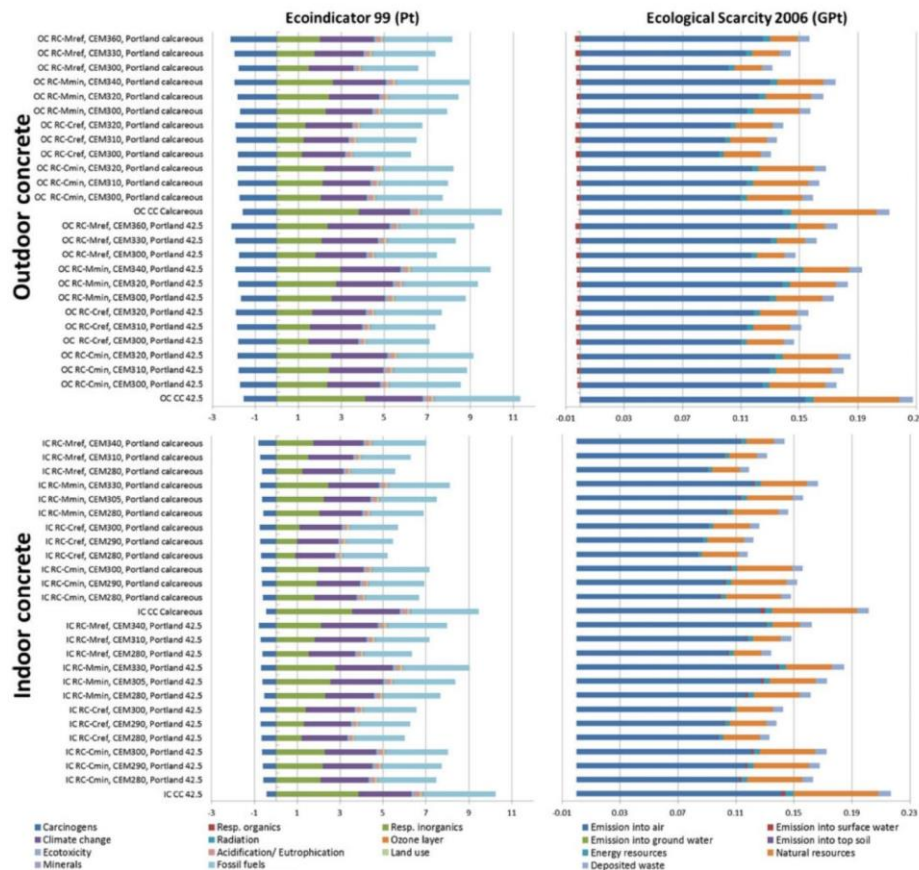 Ecoindicator 99 (Pt)
Ecological Scarcity 2006 (GPt)
Outdoor concrete
OC RC-Mref, CEM360, Portland calcareous
OC RC-Mref, CEM330, Portland calcareous
OC RC-Mref, CEM300, Portland calcareous
OC RC-Mmin, CEM340, Portland calcareous
OC RC-Mmin, CEM320, Portland calcareous
OC RC-Mmin, CEM300, Portland calcareous
OC RC-Cref, CEM320, Portland calcareous
OC RC-Cref, CEM310, Portland calcareous
OC RC-Cref, CEM300, Portland calcareous
OC RC-Cmin, CEM320, Portland calcareous
OC RC-Cmin, CEM310, Portland calcareous
OC RC-Cmin, CEM300, Portland calcareous
OC CC Calcareous
OC RC-Mref, CEM360, Portland 42.5
OC RC-Mref, CEM330, Portland 42.5
OC RC-Mref, CEM300, Portland 42.5
OC RC-Mmin, CEM340, Portland 42.5
OC RC-Mmin, CEM320, Portland 42.5
OC RC-Mmin, CEM300, Portland 42.5
OC RC-Cref, CEM320, Portland 42.5
OC RC-Cref, CEM310, Portland 42.5
OC RC-Cref, CEM300, Portland 42.5
OC RC-Cmin, CEM320, Portland 42.5
OC RC-Cmin, CEM310, Portland 42.5
OC RC-Cmin, CEM300, Portland 42.5
OC CC 42.5
-3 -1 1 3 5 7 9 11
-0.01 0.03 0.07 0.11 0.15 0.19 0.2
Indoor concrete
IC RC-Mref, CEM340, Portland calcareous
IC RC-Mref, CEM310, Portland calcareous
IC RC-Mref, CEM280, Portland calcareous
IC RC-Mmin, CEM330, Portland calcareous
IC RC-Mmin, CEM305, Portland calcareous
IC RC-Mmin, CEM280, Portland calcareous
IC RC-Cref, CEM300, Portland calcareous
IC RC-Cref, CEM290, Portland calcareous
IC RC-Cref, CEM280, Portland calcareous
IC RC-Cmin, CEM300, Portland calcareous
IC RC-Cmin, CEM290, Portland calcareous
IC RC-Cmin, CEM280, Portland calcareous
IC CC Calcareous
IC RC-Mref, CEM340, Portland 42.5
IC RC-Mref, CEM310, Portland 42.5
IC RC-Mref, CEM280, Portland 42.5
IC RC-Mmin, CEM330, Portland 42.5
IC RC-Mmin, CEM305, Portland 42.5
IC RC-Mmin, CEM280, Portland 42.5
IC RC-Cref, CEM300, Portland 42.5
IC RC-Cref, CEM290, Portland 42.5
IC RC-Cref, CEM280, Portland 42.5
IC RC-Cmin, CEM300, Portland 42.5
IC RC-Cmin, CEM290, Portland 42.5
IC RC-Cmin, CEM280, Portland 42.5
IC CC 42.5
-3 -1 1 3 5 7 9 11
-0.01 0.03 0.07 0.11 0.15 0.19 0.23
Carcinogens Resp. organics Resp. inorganics
Climate change Radiation Ozone layer
Ecotoxicity Acidification/ Eutrophication Land use
Minerals Fossil fuels
Emission into air Emission into surface water
Emission into ground water Emission into top soil
Energy resources Natural resources
Deposited waste